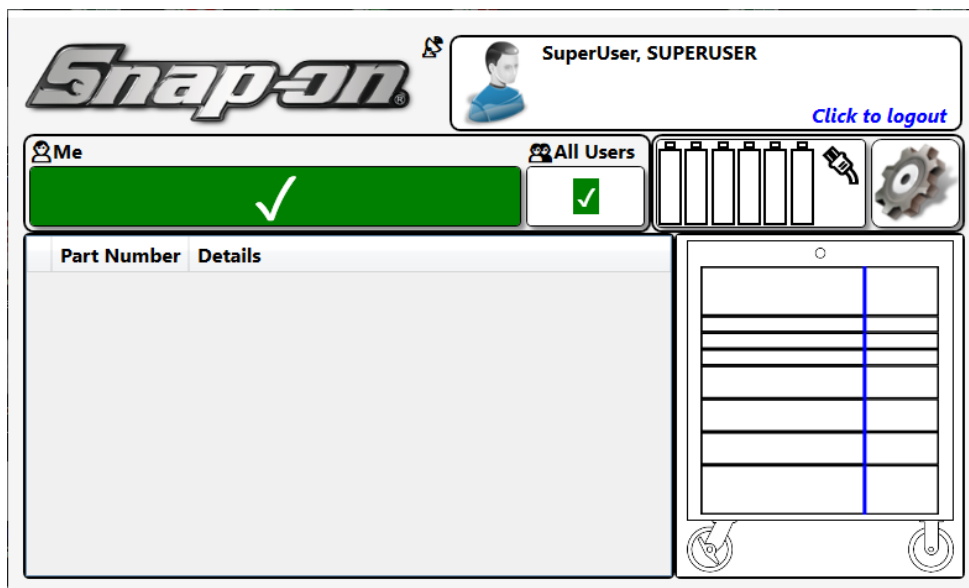 Snap-on®
SuperUser, SUPERUSER
Click to logout
Me
All Users
Part Number
Details